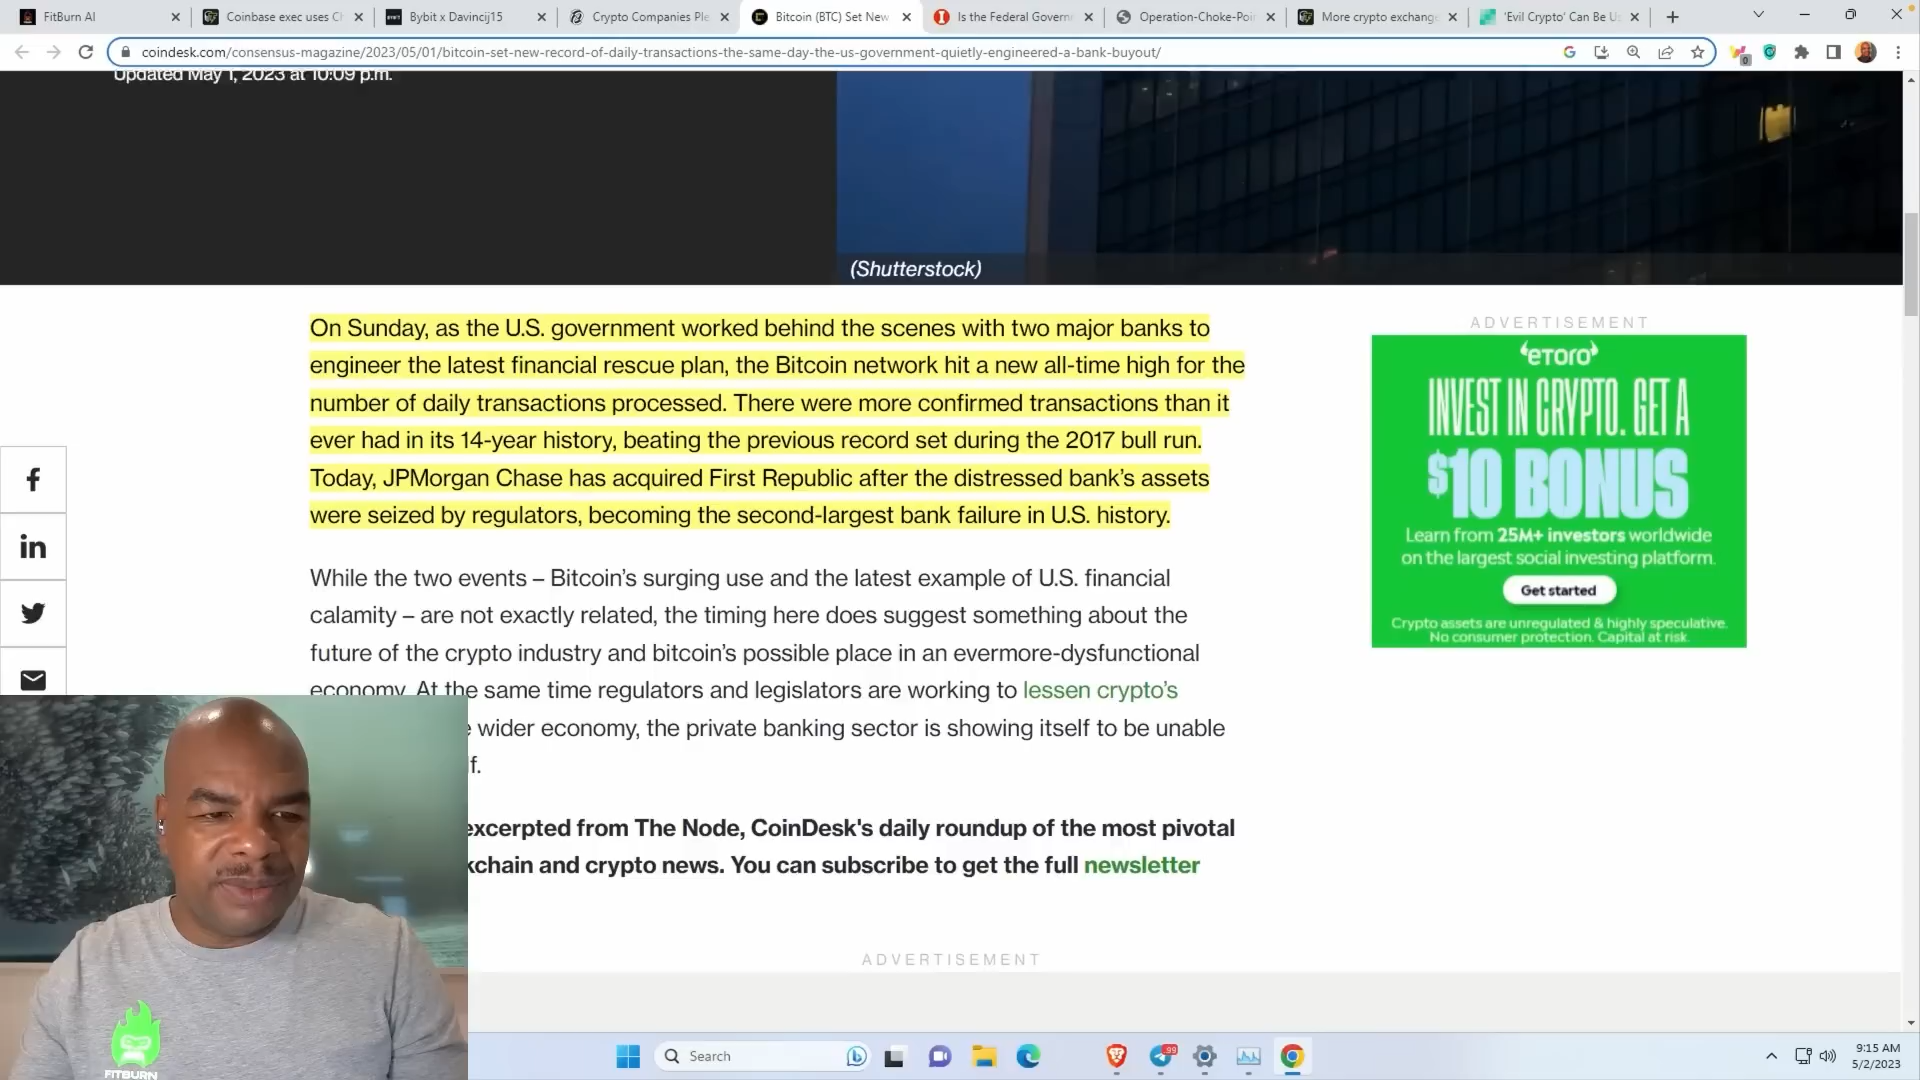 FitBurn AI
Coinbase exec uses Ch
Bybit x Davincij15
Crypto Companies Ple
Bitcoin (BTC) Set New
Is the Federal Govern
Operation-Choke-Poi
More crypto exchang
'Evil Crypto' Can Be U
coindesk.com/consensus-magazine/2023/05/01/bitcoin-set-new-record-of-daily-transactions-the-same-day-the-us-government-quietly-engineered-a-bank-buyout/
Updated May 1, 2023 at 10:09 p.m.
(Shutterstock)
On Sunday, as the U.S. government worked behind the scenes with two major banks to
engineer the latest financial rescue plan, the Bitcoin network hit a new all-time high for the
number of daily transactions processed. There were more confirmed transactions than it
ever had in its 14-year history, beating the previous record set during the 2017 bull run.
Today, JPMorgan Chase has acquired First Republic after the distressed bank's assets
were seized by regulators, becoming the second-largest bank failure in U.S. history.
While the two events – Bitcoin's surging use and the latest example of U.S. financial
calamity – are not exactly related, the timing here does suggest something about the
future of the crypto industry and bitcoin's possible place in an evermore-dysfunctional
economy. At the same time regulators and legislators are working to lessen crypto's
wider economy, the private banking sector is showing itself to be unable
f.
excerpted from The Node, CoinDesk's daily roundup of the most pivotal
kchain and crypto news. You can subscribe to get the full newsletter
ADVERTISEMENT
ADVERTISEMENT
eToro
INVEST IN CRYPTO. GET A
$10 BONUS
Learn from 25M+ investors worldwide
on the largest social investing platform.
Get started
Crypto assets are unregulated & highly speculative.
No consumer protection. Capital at risk.
FITBURN
Search
99
9:15 AM
5/2/2023